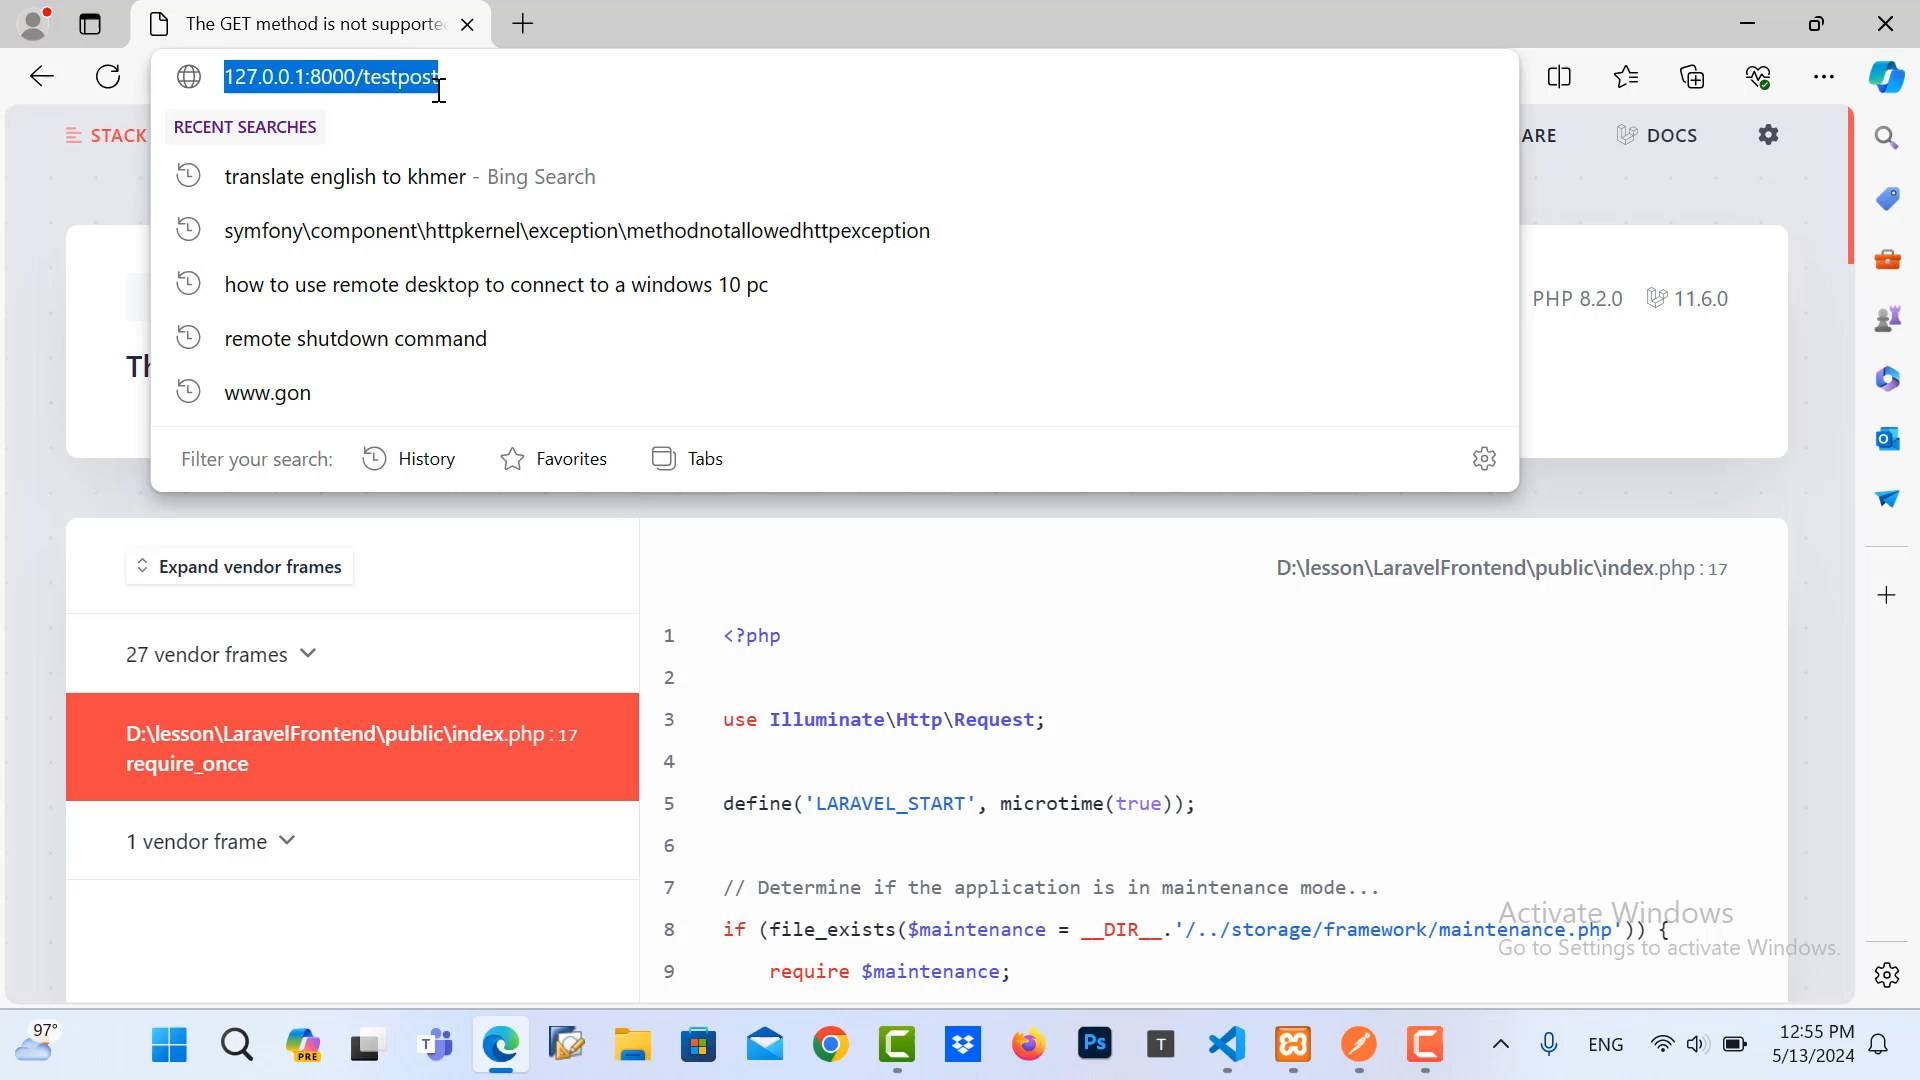 The GET method is not supporte
127.0.0.1:8000/testpost
RECENT SEARCHES
translate english to khmer - Bing Search
symfony\component\httpkernel\exception\methodnotallowedhttpexception
how to use remote desktop to connect to a windows 10 pc
remote shutdown command
www.gon
Filter your search: History Favorites Tabs
STACK
ARE
DOCS
PHP 8.2.0 11.6.0
Th
Expand vendor frames
27 vendor frames
D:\lesson\LaravelFrontend\public\index.php : 17
require_once
1 vendor frame
D:\lesson\LaravelFrontend\public\index.php : 17
1 <?php
2
3 use Illuminate\Http\Request;
4
5 define('LARAVEL_START', microtime(true));
6
7 // Determine if the application is in maintenance mode...
8 if (file_exists($maintenance = __DIR__.'/../storage/framework/maintenance.php')) {
9 require $maintenance;
Activate Windows
Go to Settings to activate Windows.
97°
PRE
T
Ps
T
ENG
12:55 PM
5/13/2024